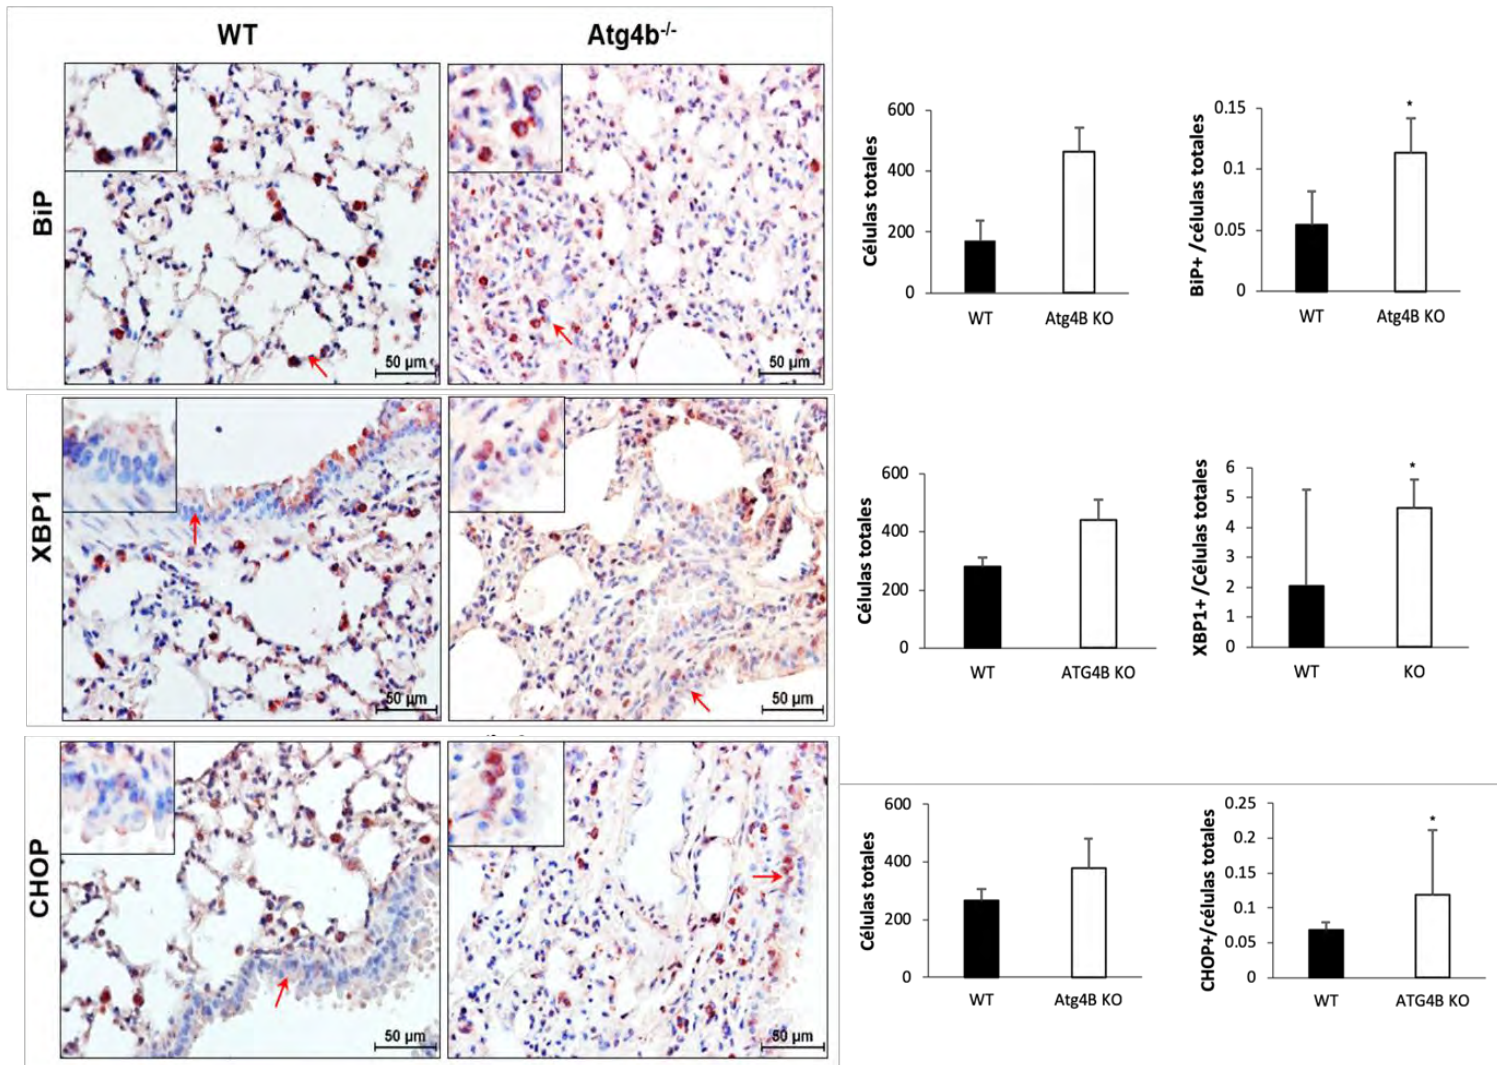 WT
Atg4b-/-
BiP
50 µm
50 µm
Células totales
600
400
200
0
WT
Atg4B KO
BiP+ /células totales
0.15
0.1
0.05
0
*
WT
Atg4B KO
XBP1
50 µm
50 µm
Células totales
600
400
200
0
WT
ATG4B KO
XBP1+ /Células totales
6
5
4
3
2
1
0
*
WT
KO
CHOP
50 µm
50 µm
Células totales
600
400
200
0
WT
Atg4B KO
CHOP+/células totales
0.25
0.2
0.15
0.1
0.05
0
*
WT
ATG4B KO